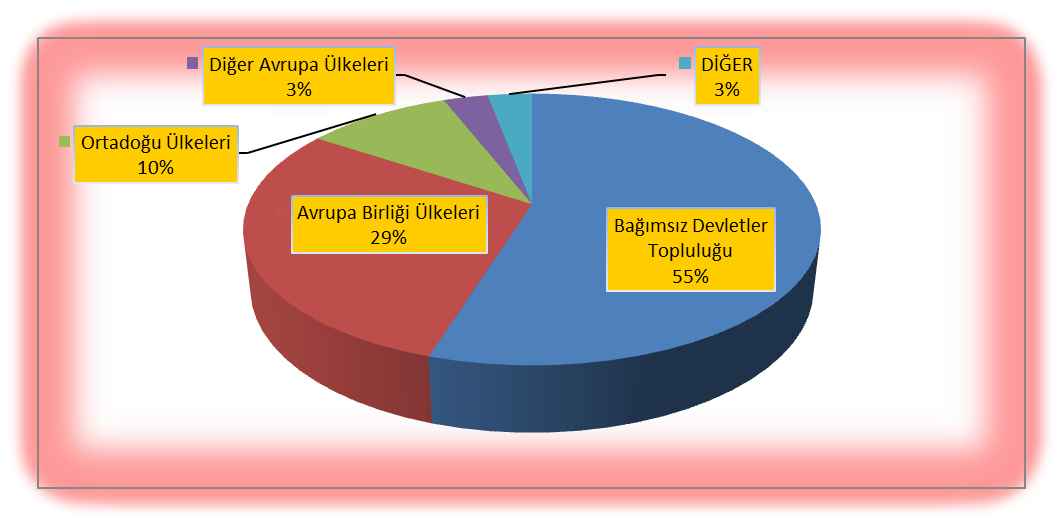 Diğer Avrupa Ülkeleri
3%
DİĞER
3%
Ortadoğu Ülkeleri
10%
Avrupa Birliği Ülkeleri
29%
Bağımsız Devletler
Topluluğu
55%